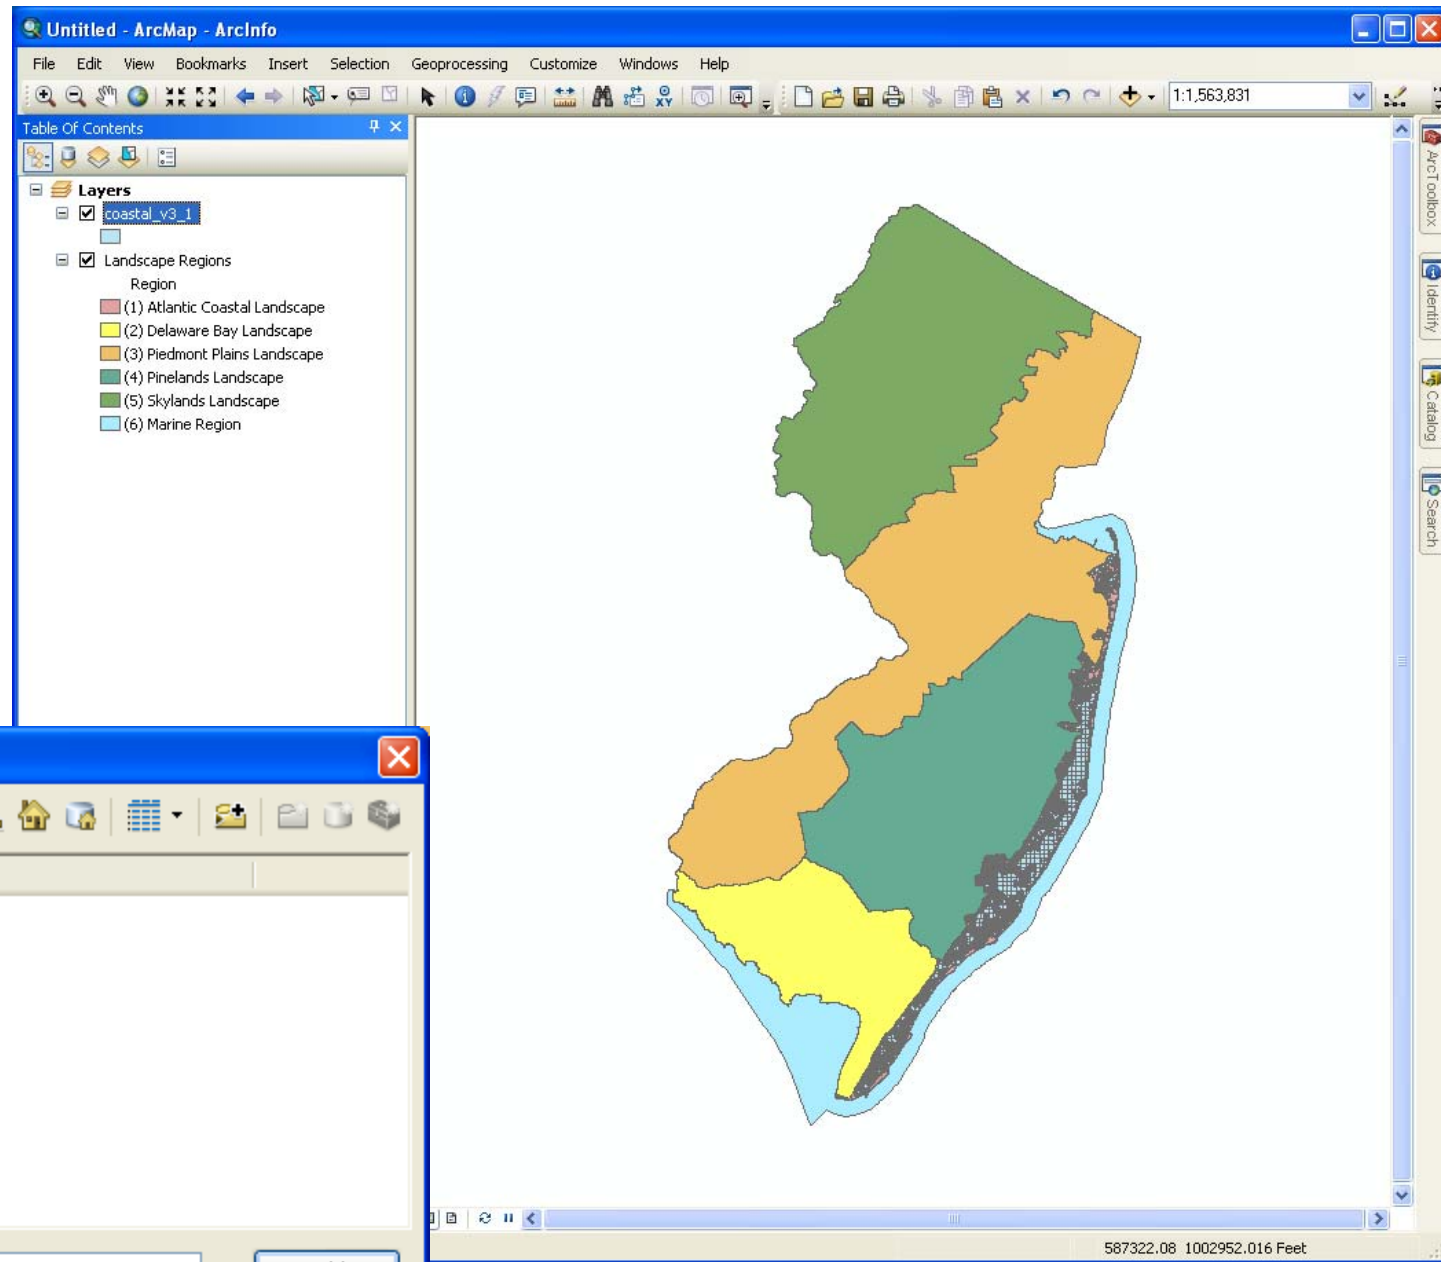 Untitled - ArcMap - ArcInfo
File Edit View Bookmarks Insert Selection Geoprocessing Customize Windows Help
1:1,563,831
Table Of Contents
Layers
coastal_v3_1
Landscape Regions
Region
(1) Atlantic Coastal Landscape
(2) Delaware Bay Landscape
(3) Piedmont Plains Landscape
(4) Pinelands Landscape
(5) Skylands Landscape
(6) Marine Region
ArcToolbox
Identify
Catalog
Search
587322.08 1002952.016 Feet